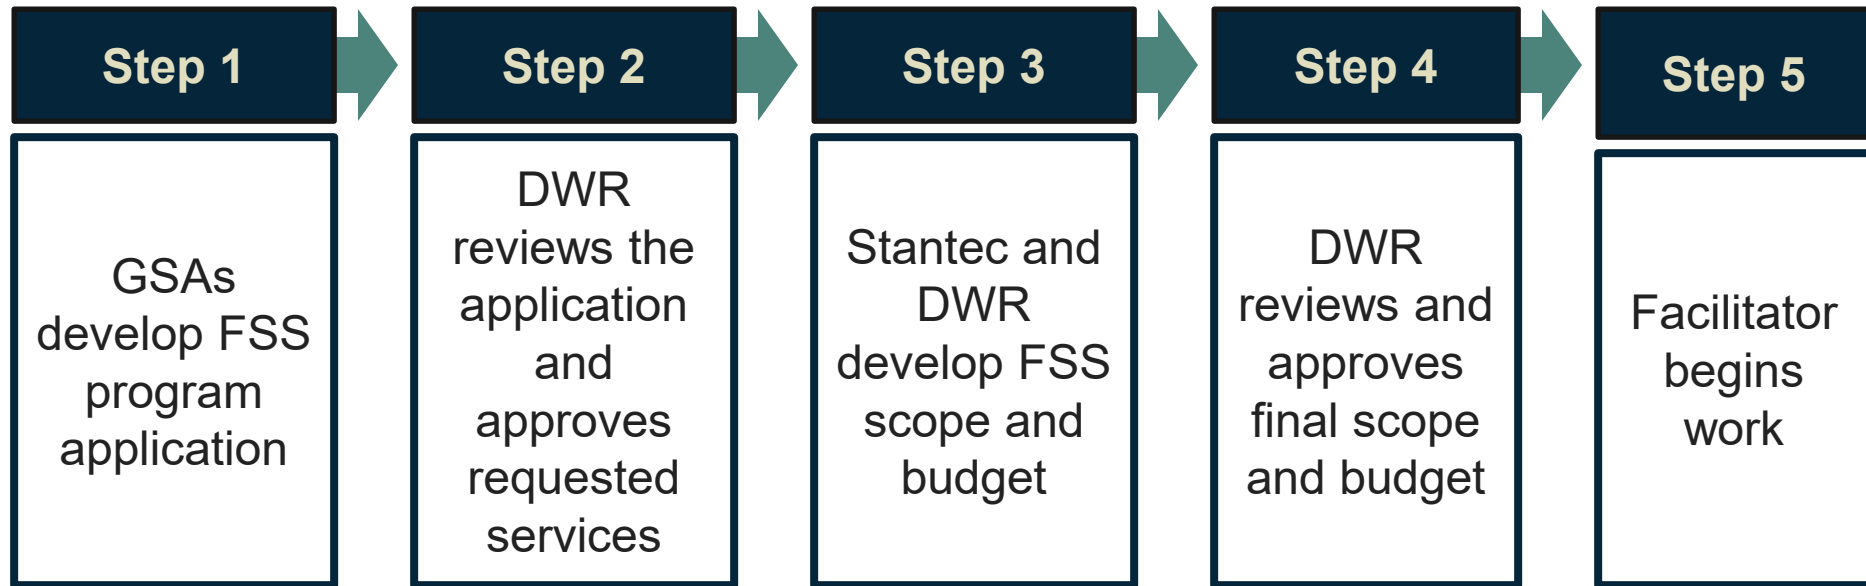 Step 1
GSAs
develop FSS
program
application
Step 2
DWR
reviews the
application
and
approves
requested
services
Step 3
Stantec and
DWR
develop FSS
scope and
budget
Step 4
DWR
reviews and
approves
final scope
and budget
Step 5
Facilitator
begins
work